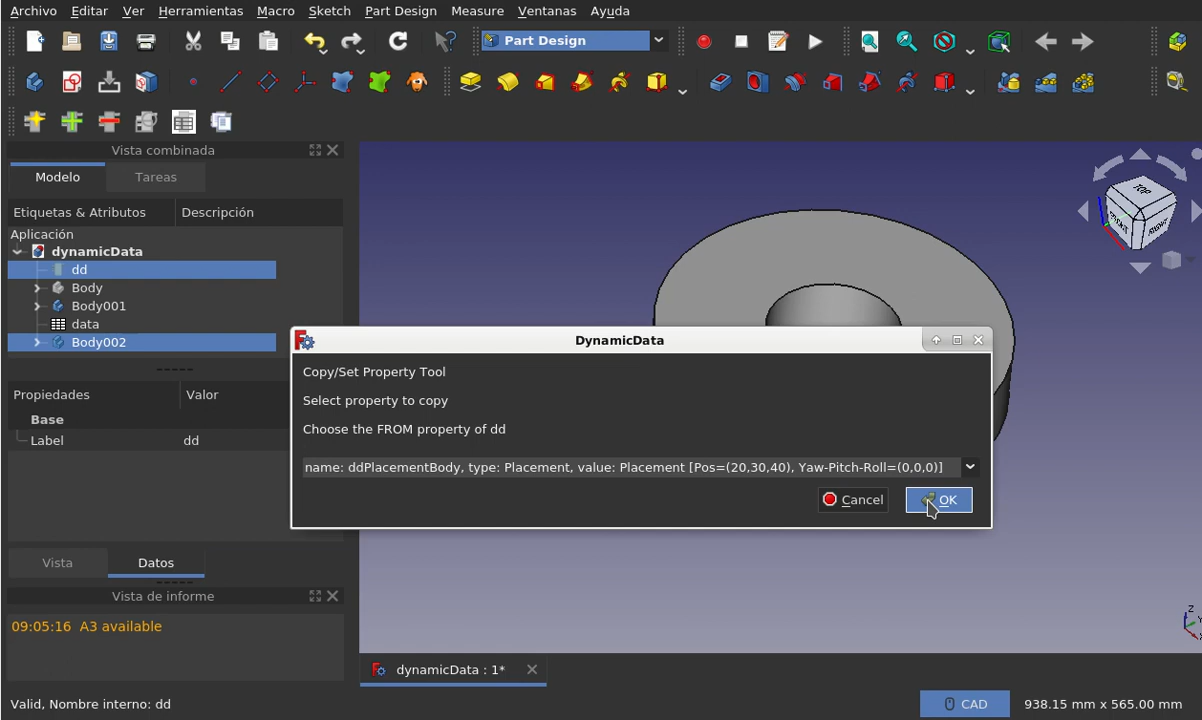 Archivo Editar Ver Herramientas Macro Sketch Part Design Measure Ventanas Ayuda
Part Design
Vista combinada
Modelo Tareas
Etiquetas & Atributos Descripción
Aplicación
dynamicData
dd
Body
Body001
data
Body002
Propiedades Valor
Base
Label dd
Vista Datos
Vista de informe
09:05:16 A3 available
TOP
RIGHT
DynamicData
Copy/Set Property Tool
Select property to copy
Choose the FROM property of dd
name: ddPlacementBody, type: Placement, value: Placement [Pos=(20,30,40), Yaw-Pitch-Roll=(0,0,0)]
Cancel OK
Z
dynamicData : 1*
Valid, Nombre interno: dd
CAD 938.15 mm x 565.00 mm